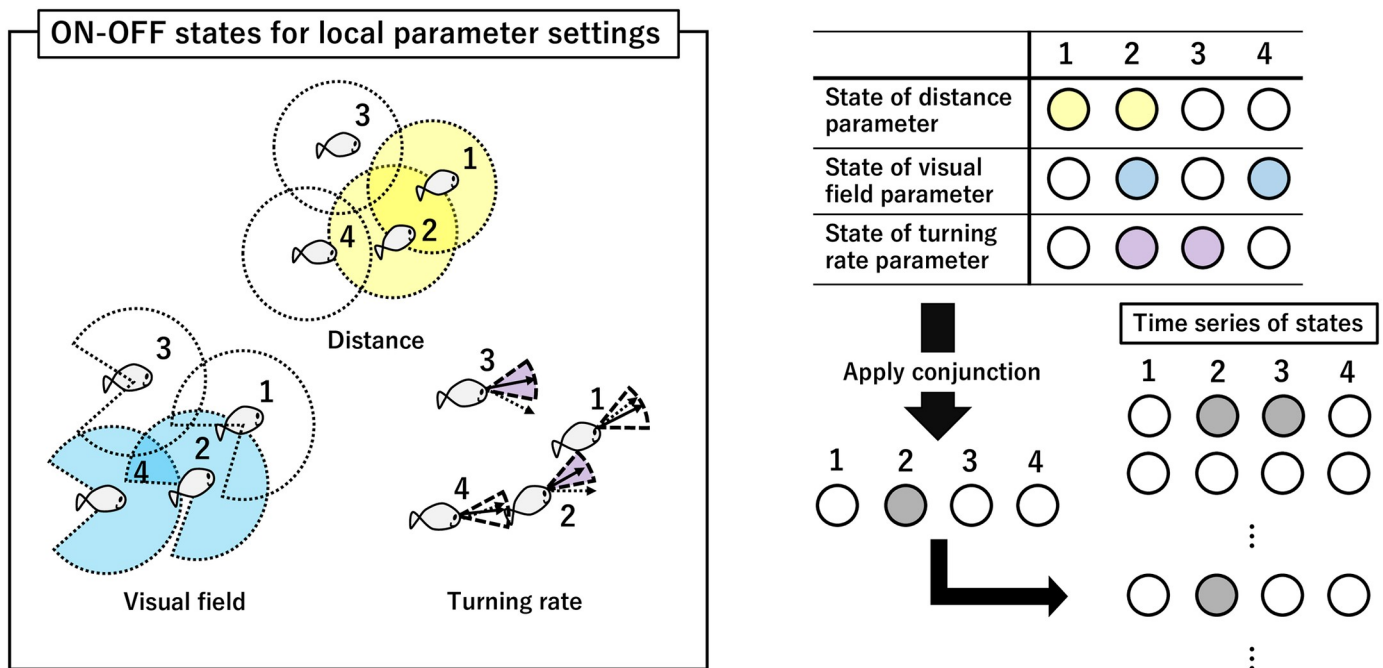 ON-OFF states for local parameter settings
3
1
2
4
Distance
3
1
2
4
Visual field
3
1
4
2
Turning rate
1 2 3 4
State of distance
parameter
State of visual
field parameter
State of turning
rate parameter
Apply conjunction
1 2 3 4
Time series of states
1 2 3 4
⋮
⋮